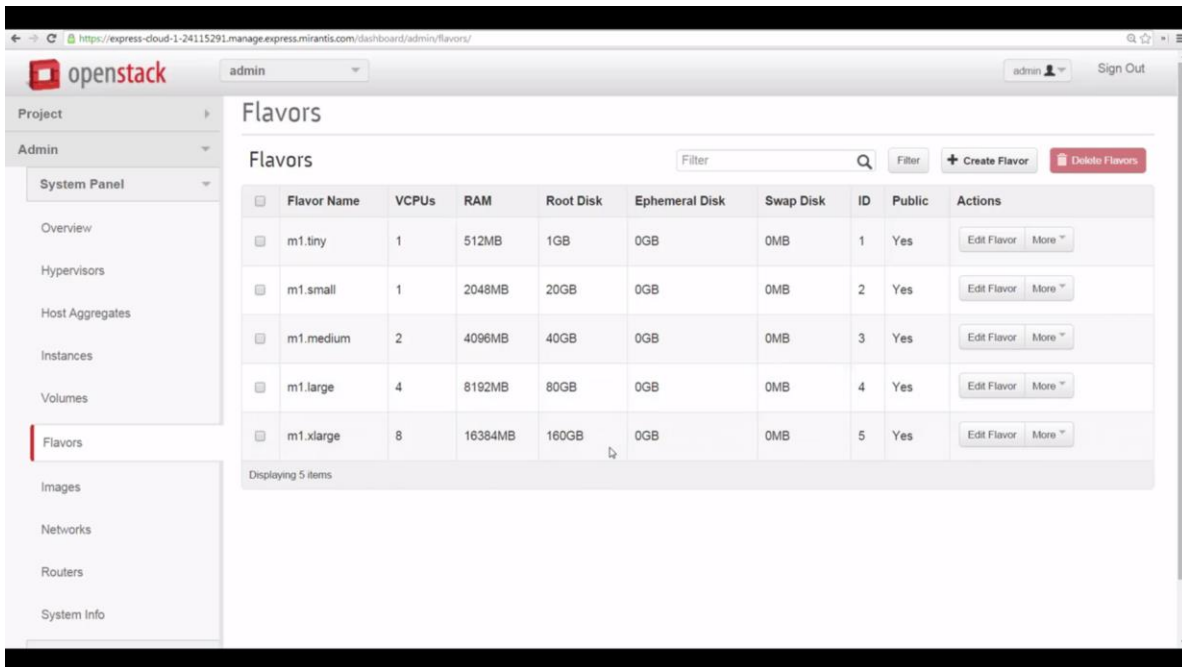 https://express-cloud-1-24115291.manage.express.mirantis.com/dashboard/admin/flavors/
openstack
admin
admin
Sign Out
Project
Admin
System Panel
Overview
Hypervisors
Host Aggregates
Instances
Volumes
Flavors
Images
Networks
Routers
System Info
Flavors
Flavors
Filter
Filter
+ Create Flavor
Delete Flavors
Flavor Name VCPUs RAM Root Disk Ephemeral Disk Swap Disk ID Public Actions
m1.tiny 1 512MB 1GB 0GB 0MB 1 Yes Edit Flavor More
m1.small 1 2048MB 20GB 0GB 0MB 2 Yes Edit Flavor More
m1.medium 2 4096MB 40GB 0GB 0MB 3 Yes Edit Flavor More
m1.large 4 8192MB 80GB 0GB 0MB 4 Yes Edit Flavor More
m1.xlarge 8 16384MB 160GB 0GB 0MB 5 Yes Edit Flavor More
Displaying 5 items